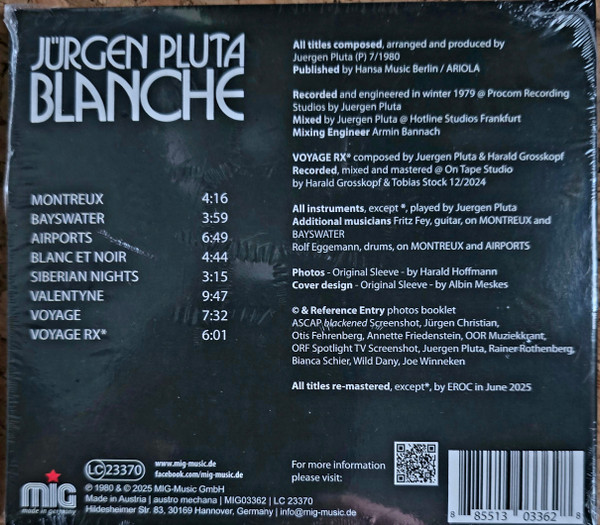 JÜRGEN PLUTA
BLANCHE
MONTREUX 4:16
BAYSWATER 3:59
AIRPORTS 6:49
BLANC ET NOIR 4:44
SIBERIAN NIGHTS 3:15
VALENTYNE 9:47
VOYAGE 7:32
VOYAGE RX* 6:01
All titles composed, arranged and produced by
Juergen Pluta (P) 7/1980
Published by Hansa Music Berlin / ARIOLA
Recorded and engineered in winter 1979 @ Procom Recording
Studios by Juergen Pluta
Mixed by Juergen Pluta @ Hotline Studios Frankfurt
Mixing Engineer Armin Bannach
VOYAGE RX* composed by Juergen Pluta & Harald Grosskopf
Recorded, mixed and mastered @ On Tape Studio
by Harald Grosskopf & Tobias Stock 12/2024
All instruments, except *, played by Juergen Pluta
Additional musicians Fritz Fey, guitar, on MONTREUX and
BAYSWATER
Rolf Eggemann, drums, on MONTREUX and AIRPORTS
Photos - Original Sleeve - by Harald Hoffmann
Cover design - Original Sleeve - by Albin Meskes
© & Reference Entry photos booklet
ASCAP blackened Screenshot, Jürgen Christian,
Otis Fehrenberg, Annette Friedenstein, OOR Muziekkrant,
ORF Spotlight TV Screenshot, Juergen Pluta, Rainer Rothenberg,
Bianca Schier, Wild Dany, Joe Winneken
All titles re-mastered, except*, by EROC in June 2025
mig
made in germany
LC 23370
www.mig-music.de
facebook.com/mig-music.de
℗ 1980 & © 2025 MIG-Music GmbH
Made in Austria | austro mechana | MIG03362 | LC 23370
Hildesheimer Str. 83, 30169 Hannover, Germany | info@mig-music.de
For more information
please visit:
8 85513 03362 8